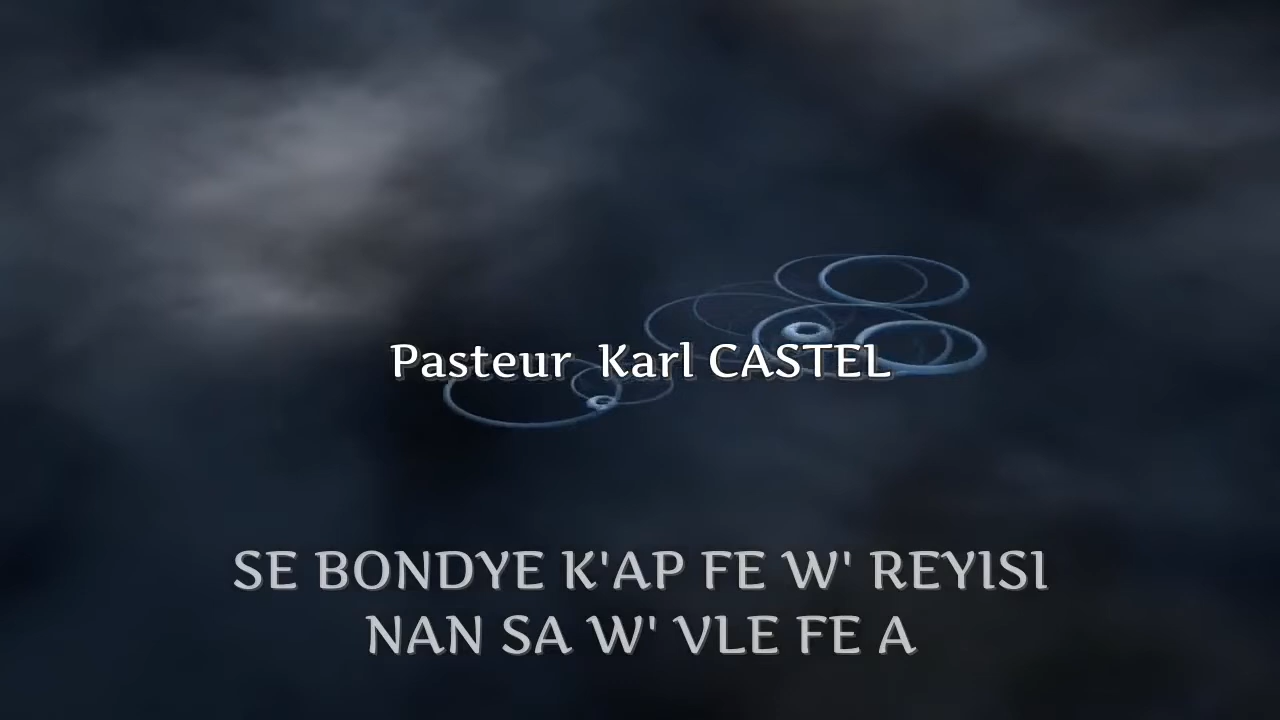 Pasteur Karl CASTEL
SE BONDYE K'AP FE W' REYISI
NAN SA W' VLE FE A